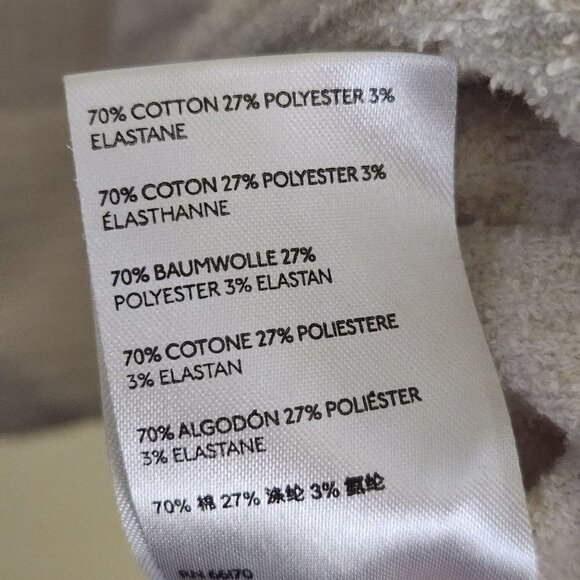 70% COTTON 27% POLYESTER 3%
ELASTANE
70% COTON 27% POLYESTER 3%
ÉLASTHANNE
70% BAUMWOLLE 27%
POLYESTER 3% ELASTAN
70% COTONE 27% POLIESTERE
3% ELASTAN
70% ALGODÓN 27% POLIÉSTER
3% ELASTANE
70% 棉 27% 涤纶 3% 氨纶
RN 66170